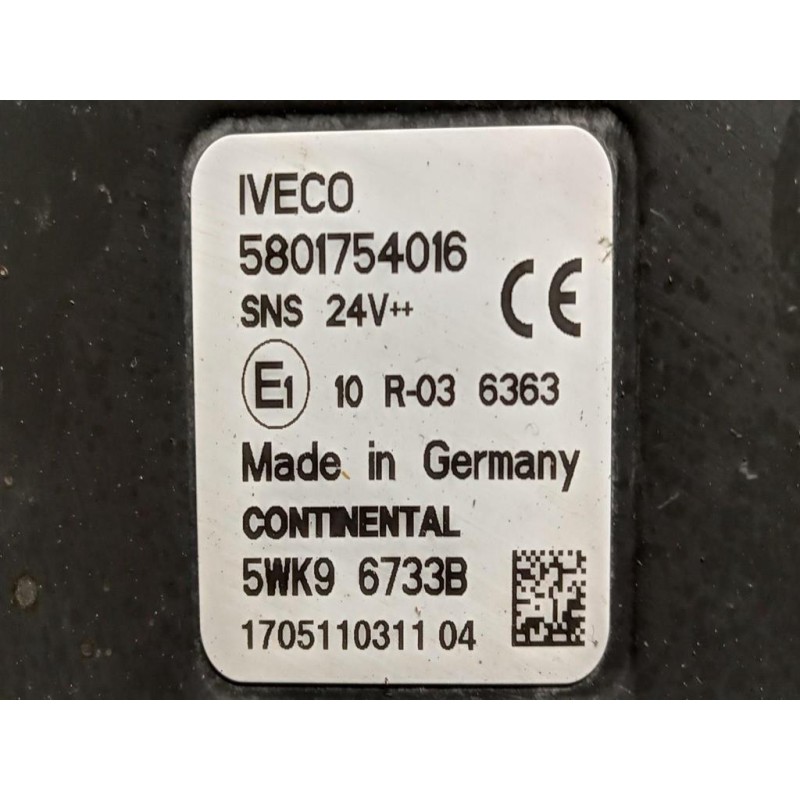 IVECO
5801754016
SNS 24V++
CE
E1 10 R-03 6363
Made in Germany
CONTINENTAL
5WK9 6733B
1705110311 04